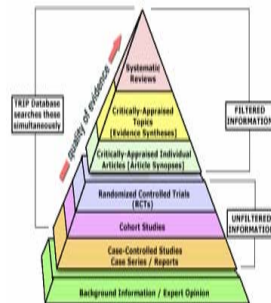 Systematic
Reviews
Critically-Appraised
Topics
[Evidence Syntheses]
Critically-Appraised Individual
Articles [Article Synopses]
Randomized Controlled Trials
(RCTs)
Cohort Studies
Case-Controlled Studies
Case Series / Reports
Background Information / Expert Opinion
quality of evidence
TRIP Database
searches these
simultaneously
FILTERED
INFORMATION
UNFILTERED
INFORMATION